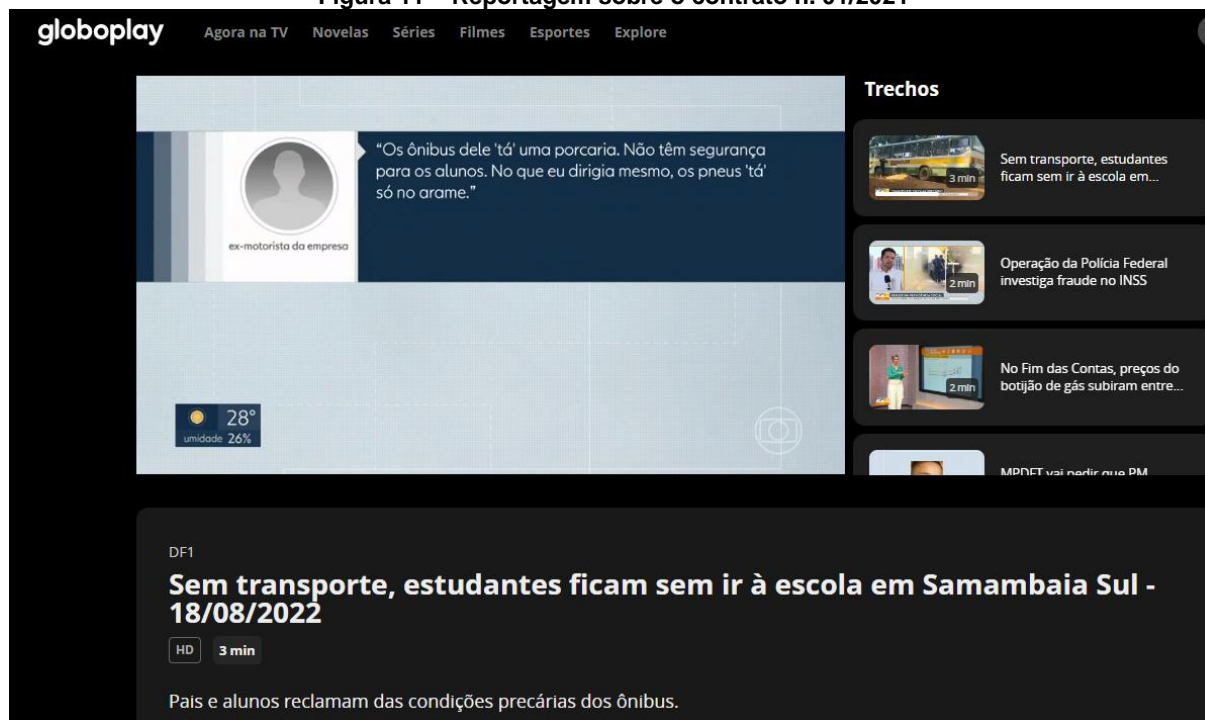 Figura 11 – Reportagem sobre o contrato n. 01/2021
globoplay
Agora na TV Novelas Séries Filmes Esportes Explore
“Os ônibus dele 'tá' uma porcaria. Não têm segurança
para os alunos. No que eu dirigia mesmo, os pneus 'tá'
só no arame.”
ex-motorista da empresa
28°
umidade 26%
Trechos
3 min
Sem transporte, estudantes
ficam sem ir à escola em...
2 min
Operação da Polícia Federal
investiga fraude no INSS
2 min
No Fim das Contas, preços do
botijão de gás subiram entre...
MPDFT vai pedir que PM
DF1
Sem transporte, estudantes ficam sem ir à escola em Samambaia Sul -
18/08/2022
HD 3 min
Pais e alunos reclamam das condições precárias dos ônibus.